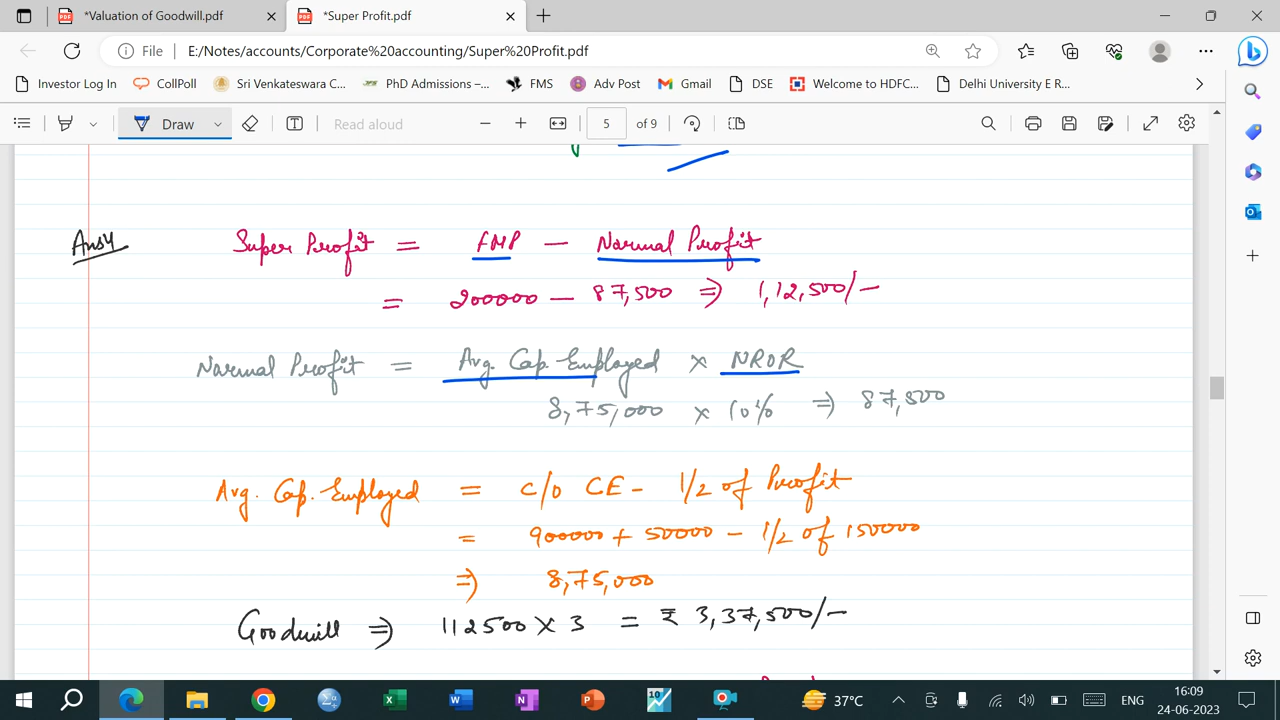 *Valuation of Goodwill.pdf
*Super Profit.pdf
File E:/Notes/accounts/Corporate%20accounting/Super%20Profit.pdf
Investor Log In CollPoll Sri Venkateswara C... PhD Admissions –... FMS Adv Post Gmail DSE Welcome to HDFC... Delhi University E R...
Draw Read aloud 5 of 9
Ans4 Super Profit = FMP - Normal Profit
= 200000 - 87,500 ⇒ 1,12,500/-
Normal Profit = Avg. Cap. Employed × NROR
8,75,000 × 10% ⇒ 87,500
Avg. Cap. Employed = C/O CE - 1/2 of Profit
= 900000 + 50000 - 1/2 of 150000
⇒ 8,75,000
Goodwill ⇒ 112500 × 3 = ₹ 3,37,500/-
37°C ENG 16:09
24-06-2023